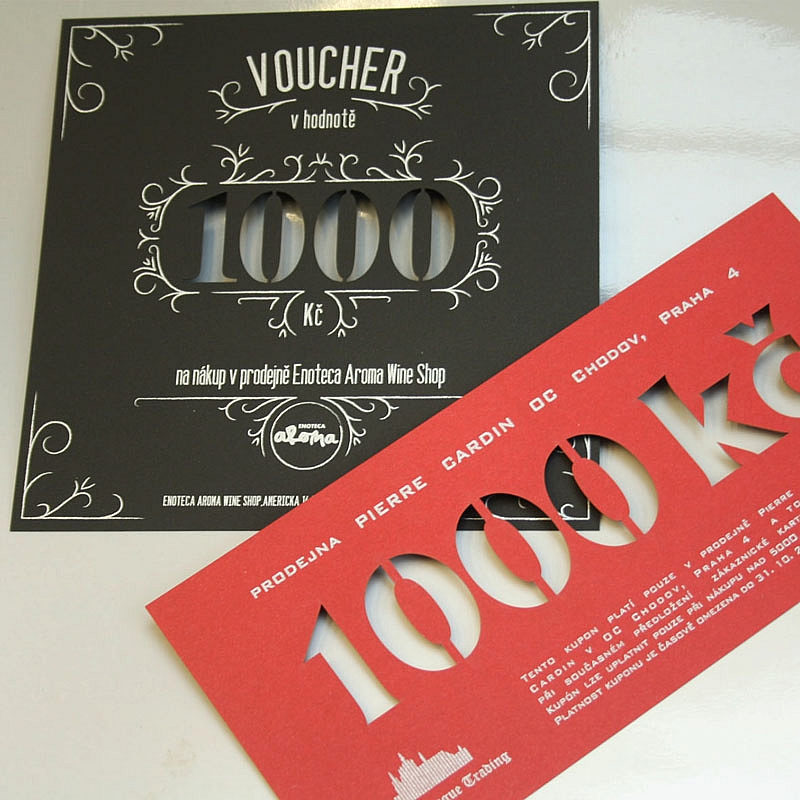 VOUCHER
v hodnotě
1000
Kč
na nákup v prodejně Enoteca Aroma Wine Shop
ENOTECA
aroma
ENOTECA AROMA WINE SHOP, AMERICKA
PRODEJNA PIERRE CARDIN OC CHODOV, PRAHA 4
1000 kč
TENTO KUPON PLATÍ POUZE V PRODEJNĚ PIERRE
CARDIN V OC CHODOV, PRAHA 4 A
PŘI SOUČASNÉM PŘEDLOŽENÍ ZÁKAZNICKÉ
KUPÓN LZE UPLATNIT POUZE PŘI NÁKUPU NAD 5000
PLATNOST KUPONU JE ČASOVĚ OMEZENA DO 31. 10.
Trading